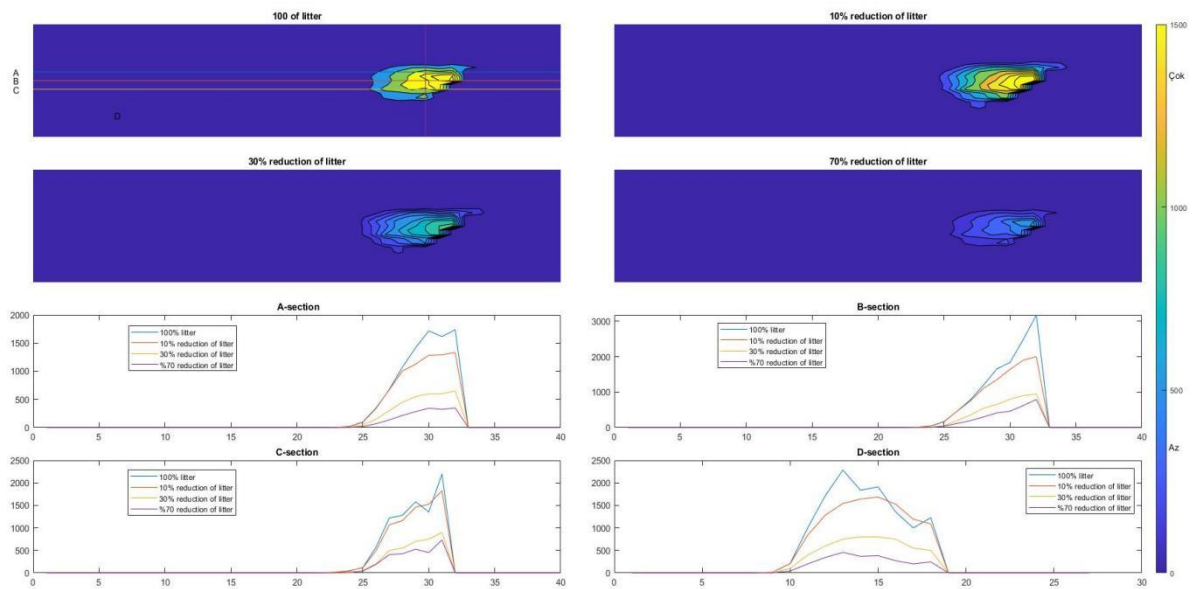 100 of litter
10% reduction of litter
A
B
C
D
1500
Çok
1000
500
Az
0
30% reduction of litter
70% reduction of litter
A-section
2000
1500
1000
500
0
100% litter
10% reduction of litter
30% reduction of litter
%70 reduction of litter
0 5 10 15 20 25 30 35 40
B-section
3000
2000
1000
0
100% litter
10% reduction of litter
30% reduction of litter
%70 reduction of litter
0 5 10 15 20 25 30 35 40
C-section
2500
2000
1500
1000
500
0
100% litter
10% reduction of litter
30% reduction of litter
%70 reduction of litter
0 5 10 15 20 25 30 35 40
D-section
2500
2000
1500
1000
500
0
100% litter
10% reduction of litter
30% reduction of litter
%70 reduction of litter
0 5 10 15 20 25 30